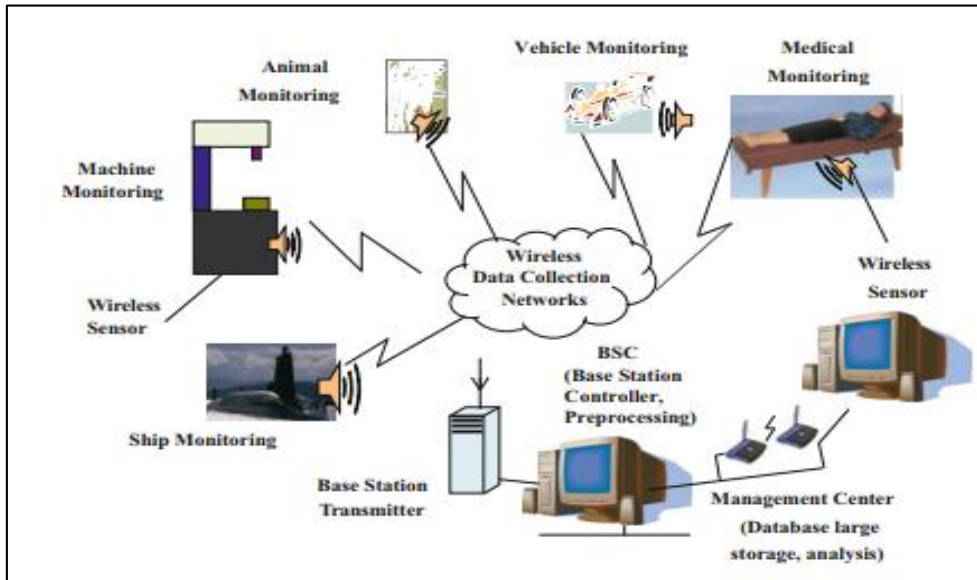 Animal
Monitoring
Vehicle Monitoring
Medical
Monitoring
Machine
Monitoring
Wireless
Data Collection
Networks
Wireless
Sensor
Wireless
Sensor
BSC
(Base Station
Controller,
Preprocessing)
Ship Monitoring
Base Station
Transmitter
Management Center
(Database large
storage, analysis)